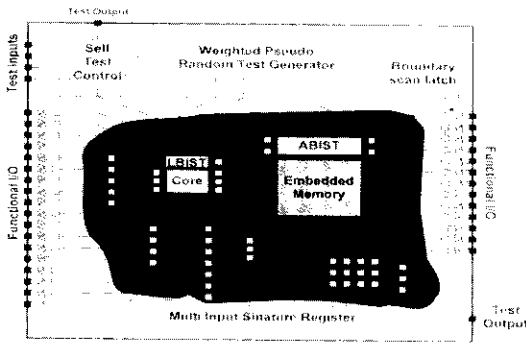 Test Output
Test Inputs
Self
Test
Control
Weighted Pseudo
Random Test Generator
Boundary
scan latch
LBIST
Core
ABIST
Embedded
Memory
Functional I/O
Functional I/O
Multi Input Sinature Register
Test
Output